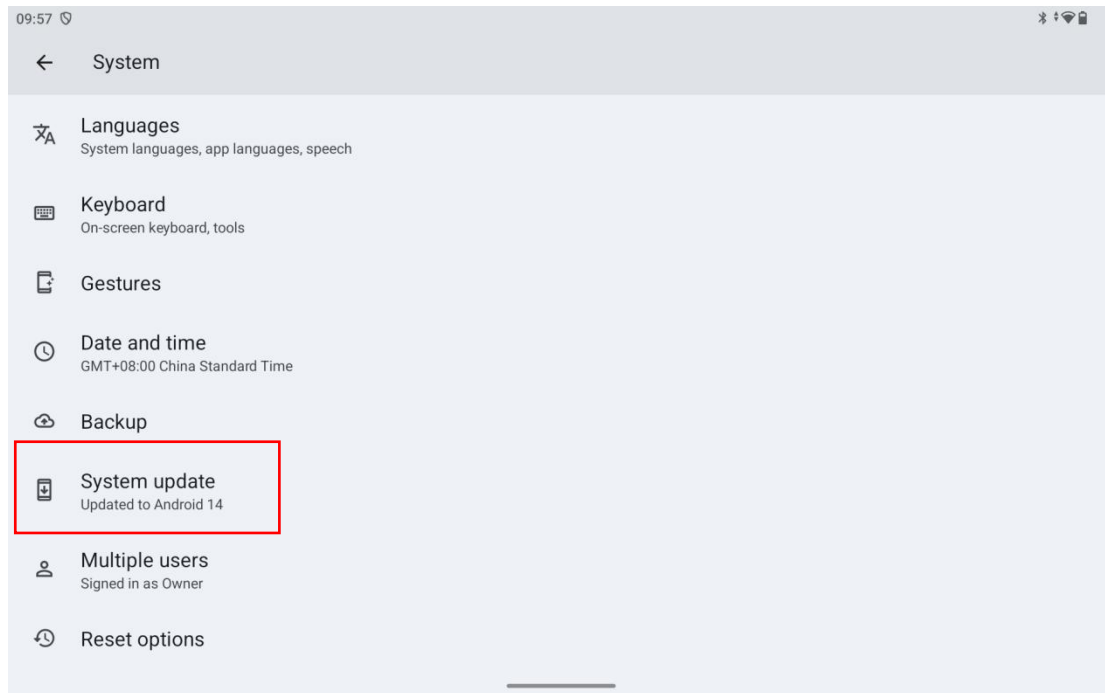 09:57
System
Languages
System languages, app languages, speech
Keyboard
On-screen keyboard, tools
Gestures
Date and time
GMT+08:00 China Standard Time
Backup
System update
Updated to Android 14
Multiple users
Signed in as Owner
Reset options